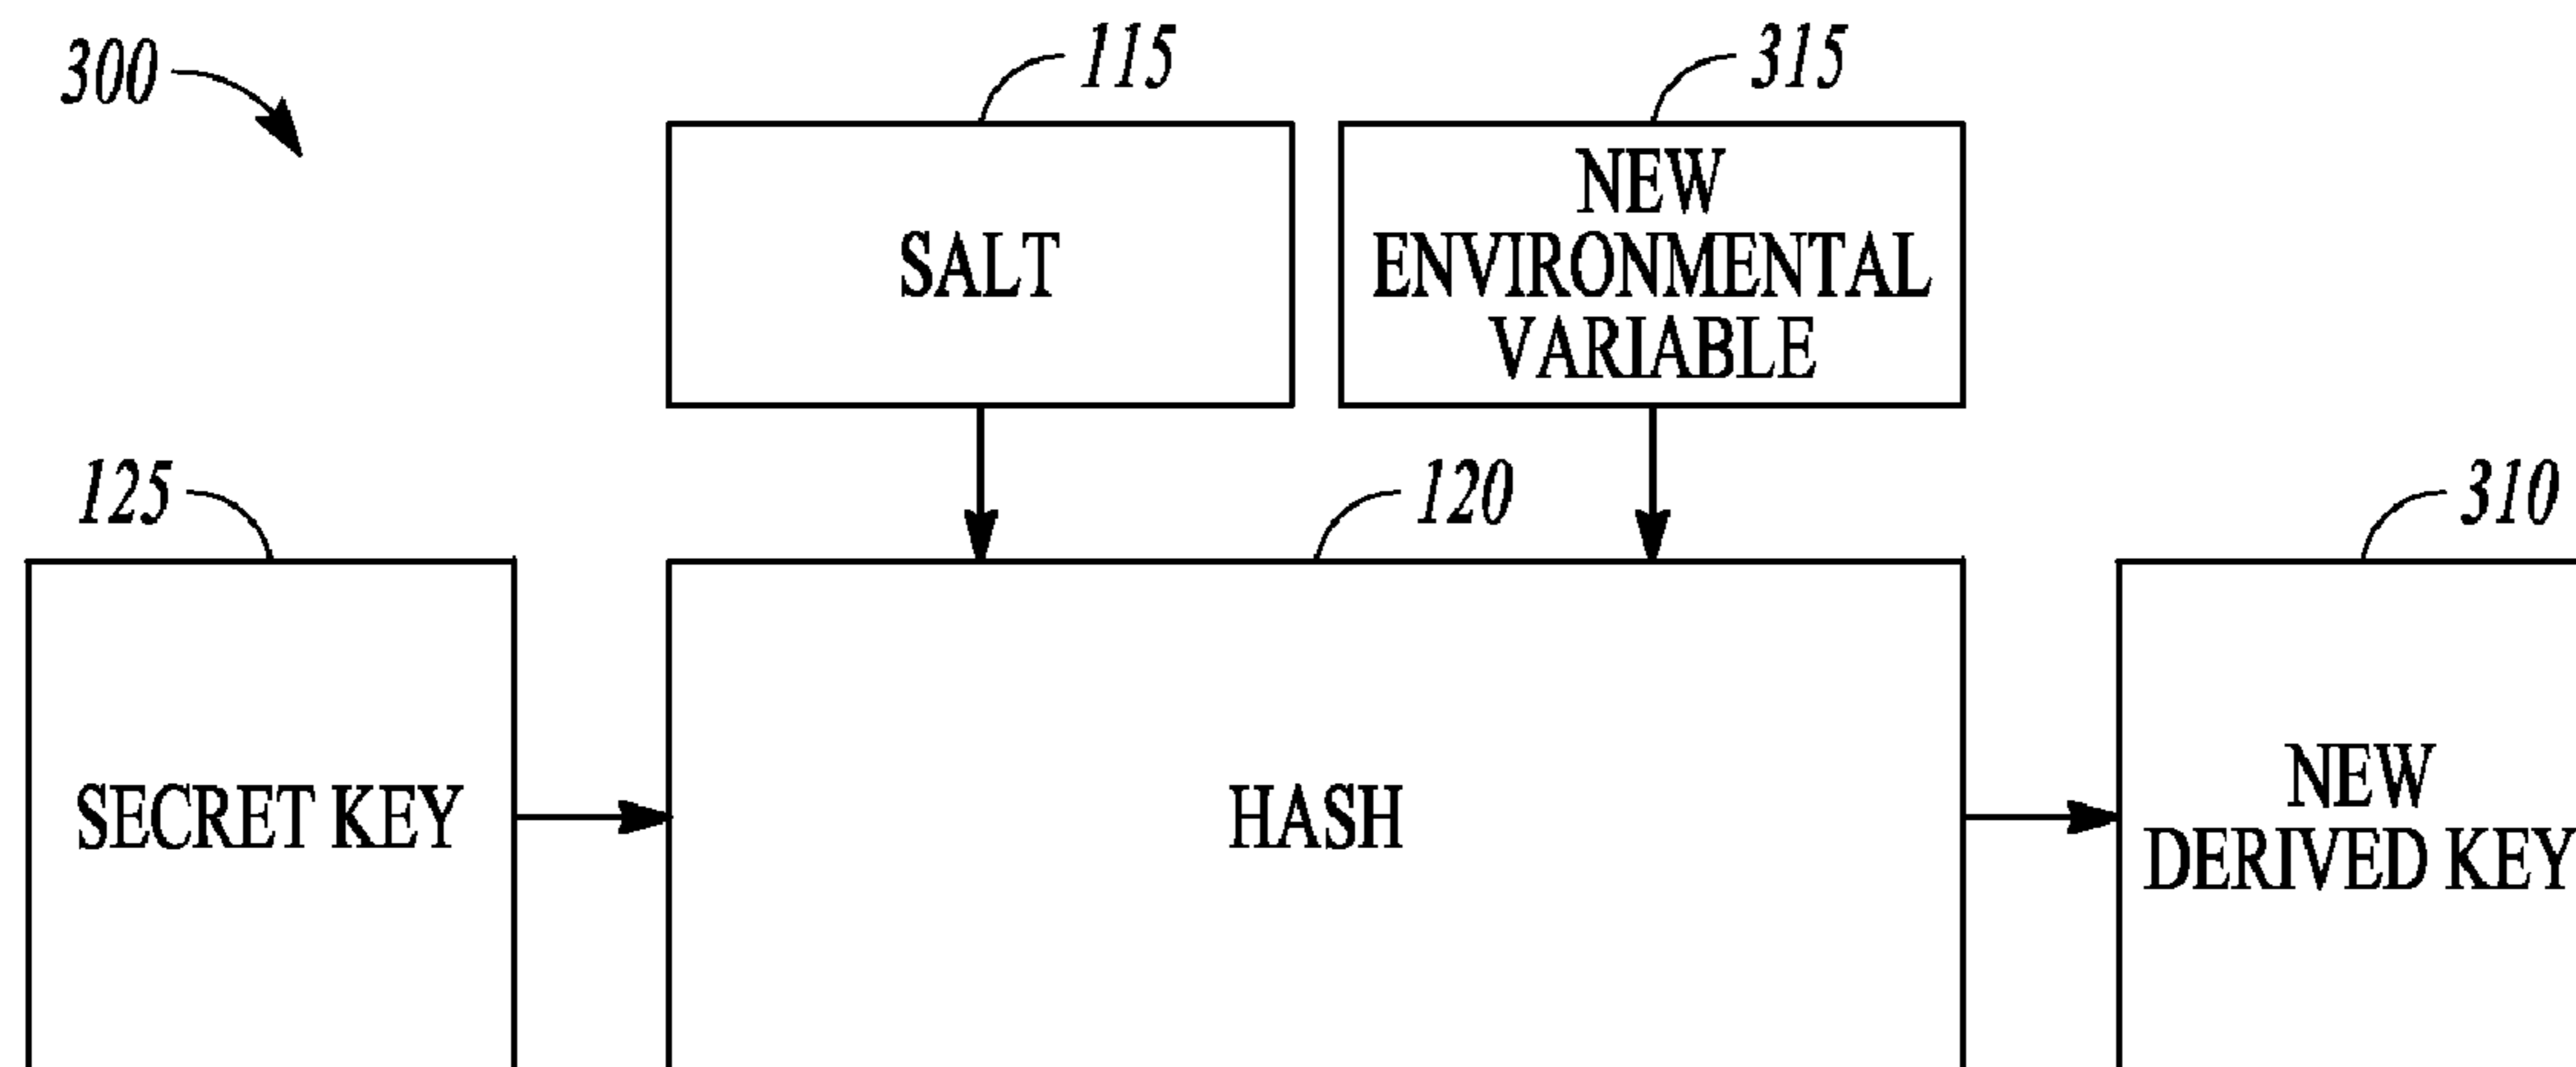 300
115
315
SALT
NEW
ENVIRONMENTAL
VARIABLE
125
120
310
SECRET KEY
HASH
NEW
DERIVED KEY